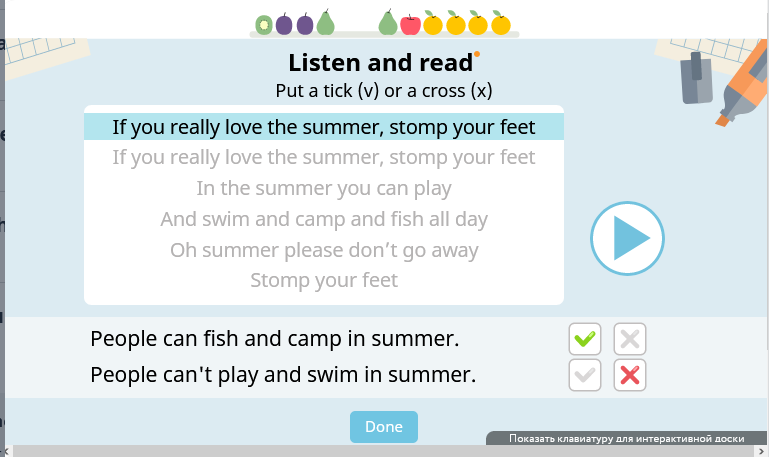 Listen and read
Put a tick (v) or a cross (x)
If you really love the summer, stomp your feet
If you really love the summer, stomp your feet
In the summer you can play
And swim and camp and fish all day
Oh summer please don't go away
Stomp your feet
People can fish and camp in summer.
People can't play and swim in summer.
Done
Показать клавиатуру для интерактивной доски